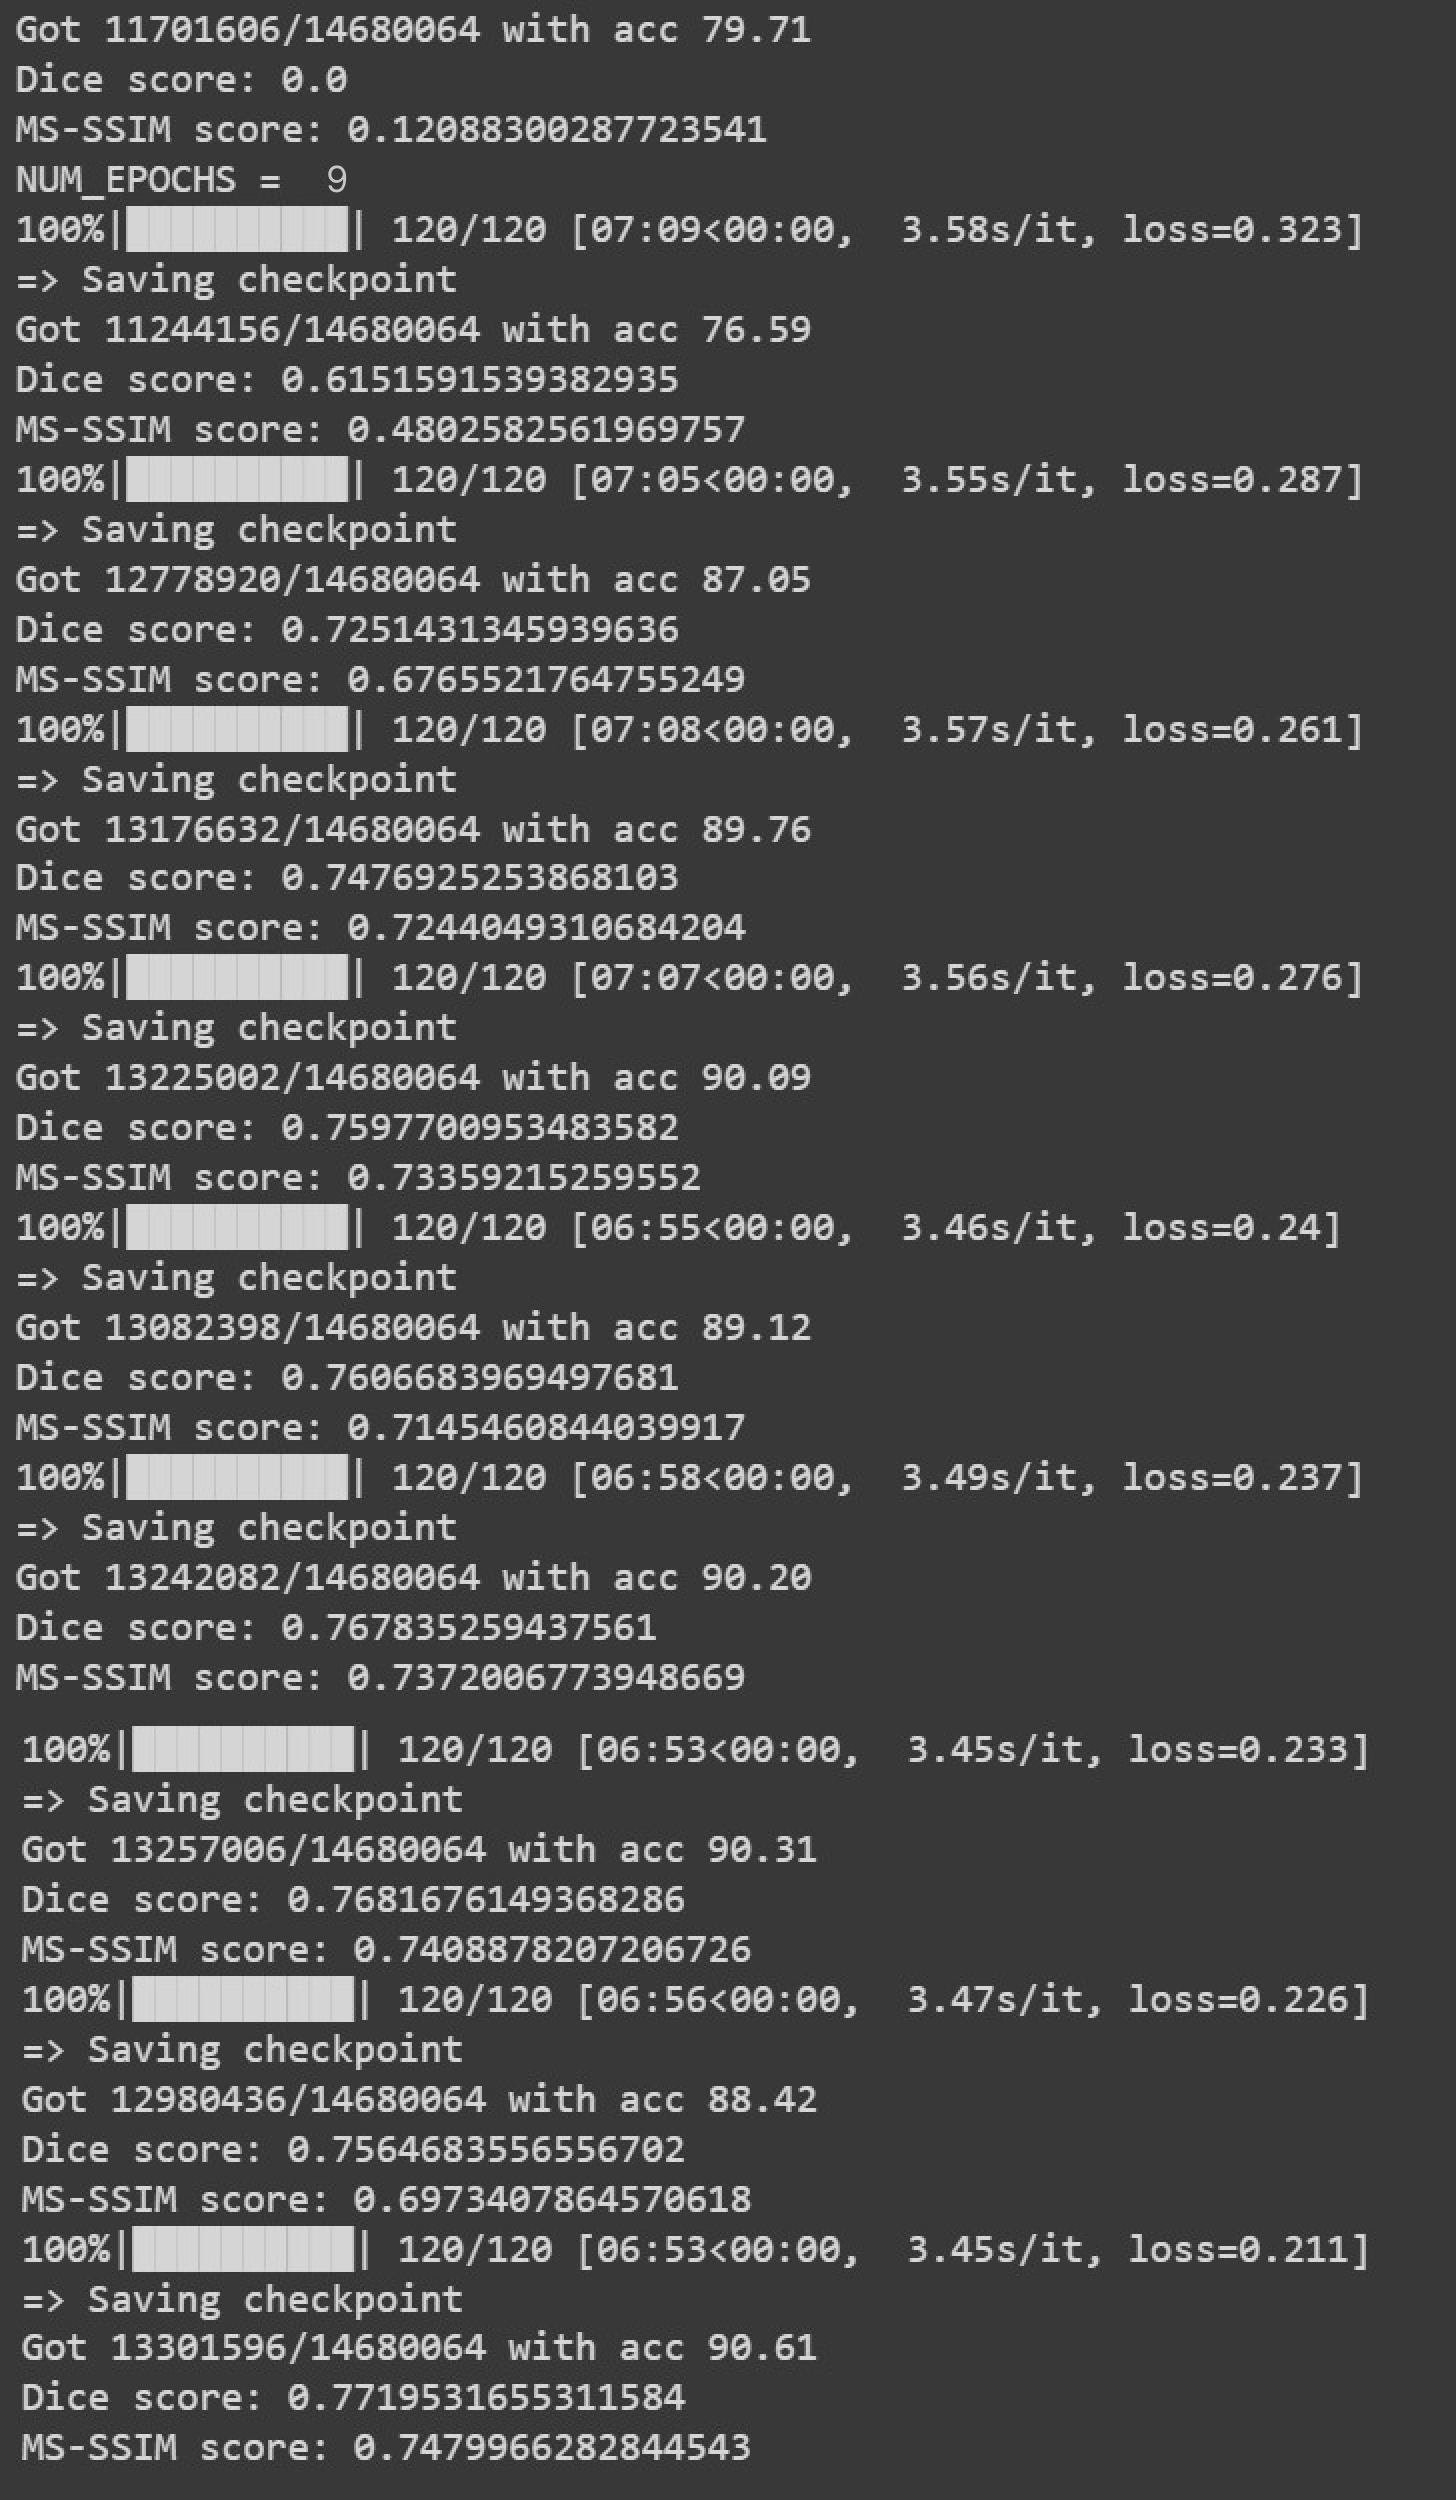 Got 11701606/14680064 with acc 79.71
Dice score: 0.0
MS-SSIM score: 0.12088300287723541
NUM_EPOCHS =  9
100%|██████████| 120/120 [07:09<00:00,  3.58s/it, loss=0.323]
=> Saving checkpoint
Got 11244156/14680064 with acc 76.59
Dice score: 0.6151591539382935
MS-SSIM score: 0.4802582561969757
100%|██████████| 120/120 [07:05<00:00,  3.55s/it, loss=0.287]
=> Saving checkpoint
Got 12778920/14680064 with acc 87.05
Dice score: 0.7251431345939636
MS-SSIM score: 0.6765521764755249
100%|██████████| 120/120 [07:08<00:00,  3.57s/it, loss=0.261]
=> Saving checkpoint
Got 13176632/14680064 with acc 89.76
Dice score: 0.7476925253868103
MS-SSIM score: 0.7244049310684204
100%|██████████| 120/120 [07:07<00:00,  3.56s/it, loss=0.276]
=> Saving checkpoint
Got 13225002/14680064 with acc 90.09
Dice score: 0.7597700953483582
MS-SSIM score: 0.73359215259552
100%|██████████| 120/120 [06:55<00:00,  3.46s/it, loss=0.24]
=> Saving checkpoint
Got 13082398/14680064 with acc 89.12
Dice score: 0.7606683969497681
MS-SSIM score: 0.7145460844039917
100%|██████████| 120/120 [06:58<00:00,  3.49s/it, loss=0.237]
=> Saving checkpoint
Got 13242082/14680064 with acc 90.20
Dice score: 0.767835259437561
MS-SSIM score: 0.7372006773948669
100%|██████████| 120/120 [06:53<00:00,  3.45s/it, loss=0.233]
=> Saving checkpoint
Got 13257006/14680064 with acc 90.31
Dice score: 0.7681676149368286
MS-SSIM score: 0.7408878207206726
100%|██████████| 120/120 [06:56<00:00,  3.47s/it, loss=0.226]
=> Saving checkpoint
Got 12980436/14680064 with acc 88.42
Dice score: 0.7564683556556702
MS-SSIM score: 0.6973407864570618
100%|██████████| 120/120 [06:53<00:00,  3.45s/it, loss=0.211]
=> Saving checkpoint
Got 13301596/14680064 with acc 90.61
Dice score: 0.7719531655311584
MS-SSIM score: 0.7479966282844543